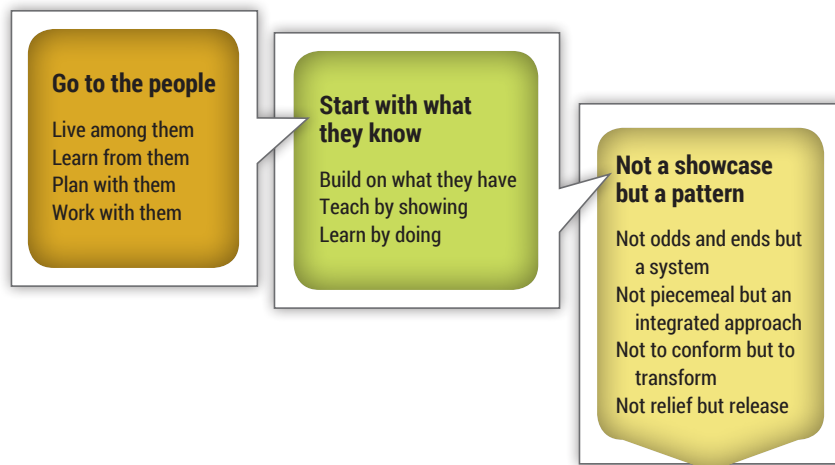 Go to the people
Live among them
Learn from them
Plan with them
Work with them
Start with what
they know
Build on what they have
Teach by showing
Learn by doing
Not a showcase
but a pattern
Not odds and ends but
a system
Not piecemeal but an
integrated approach
Not to conform but to
transform
Not relief but release